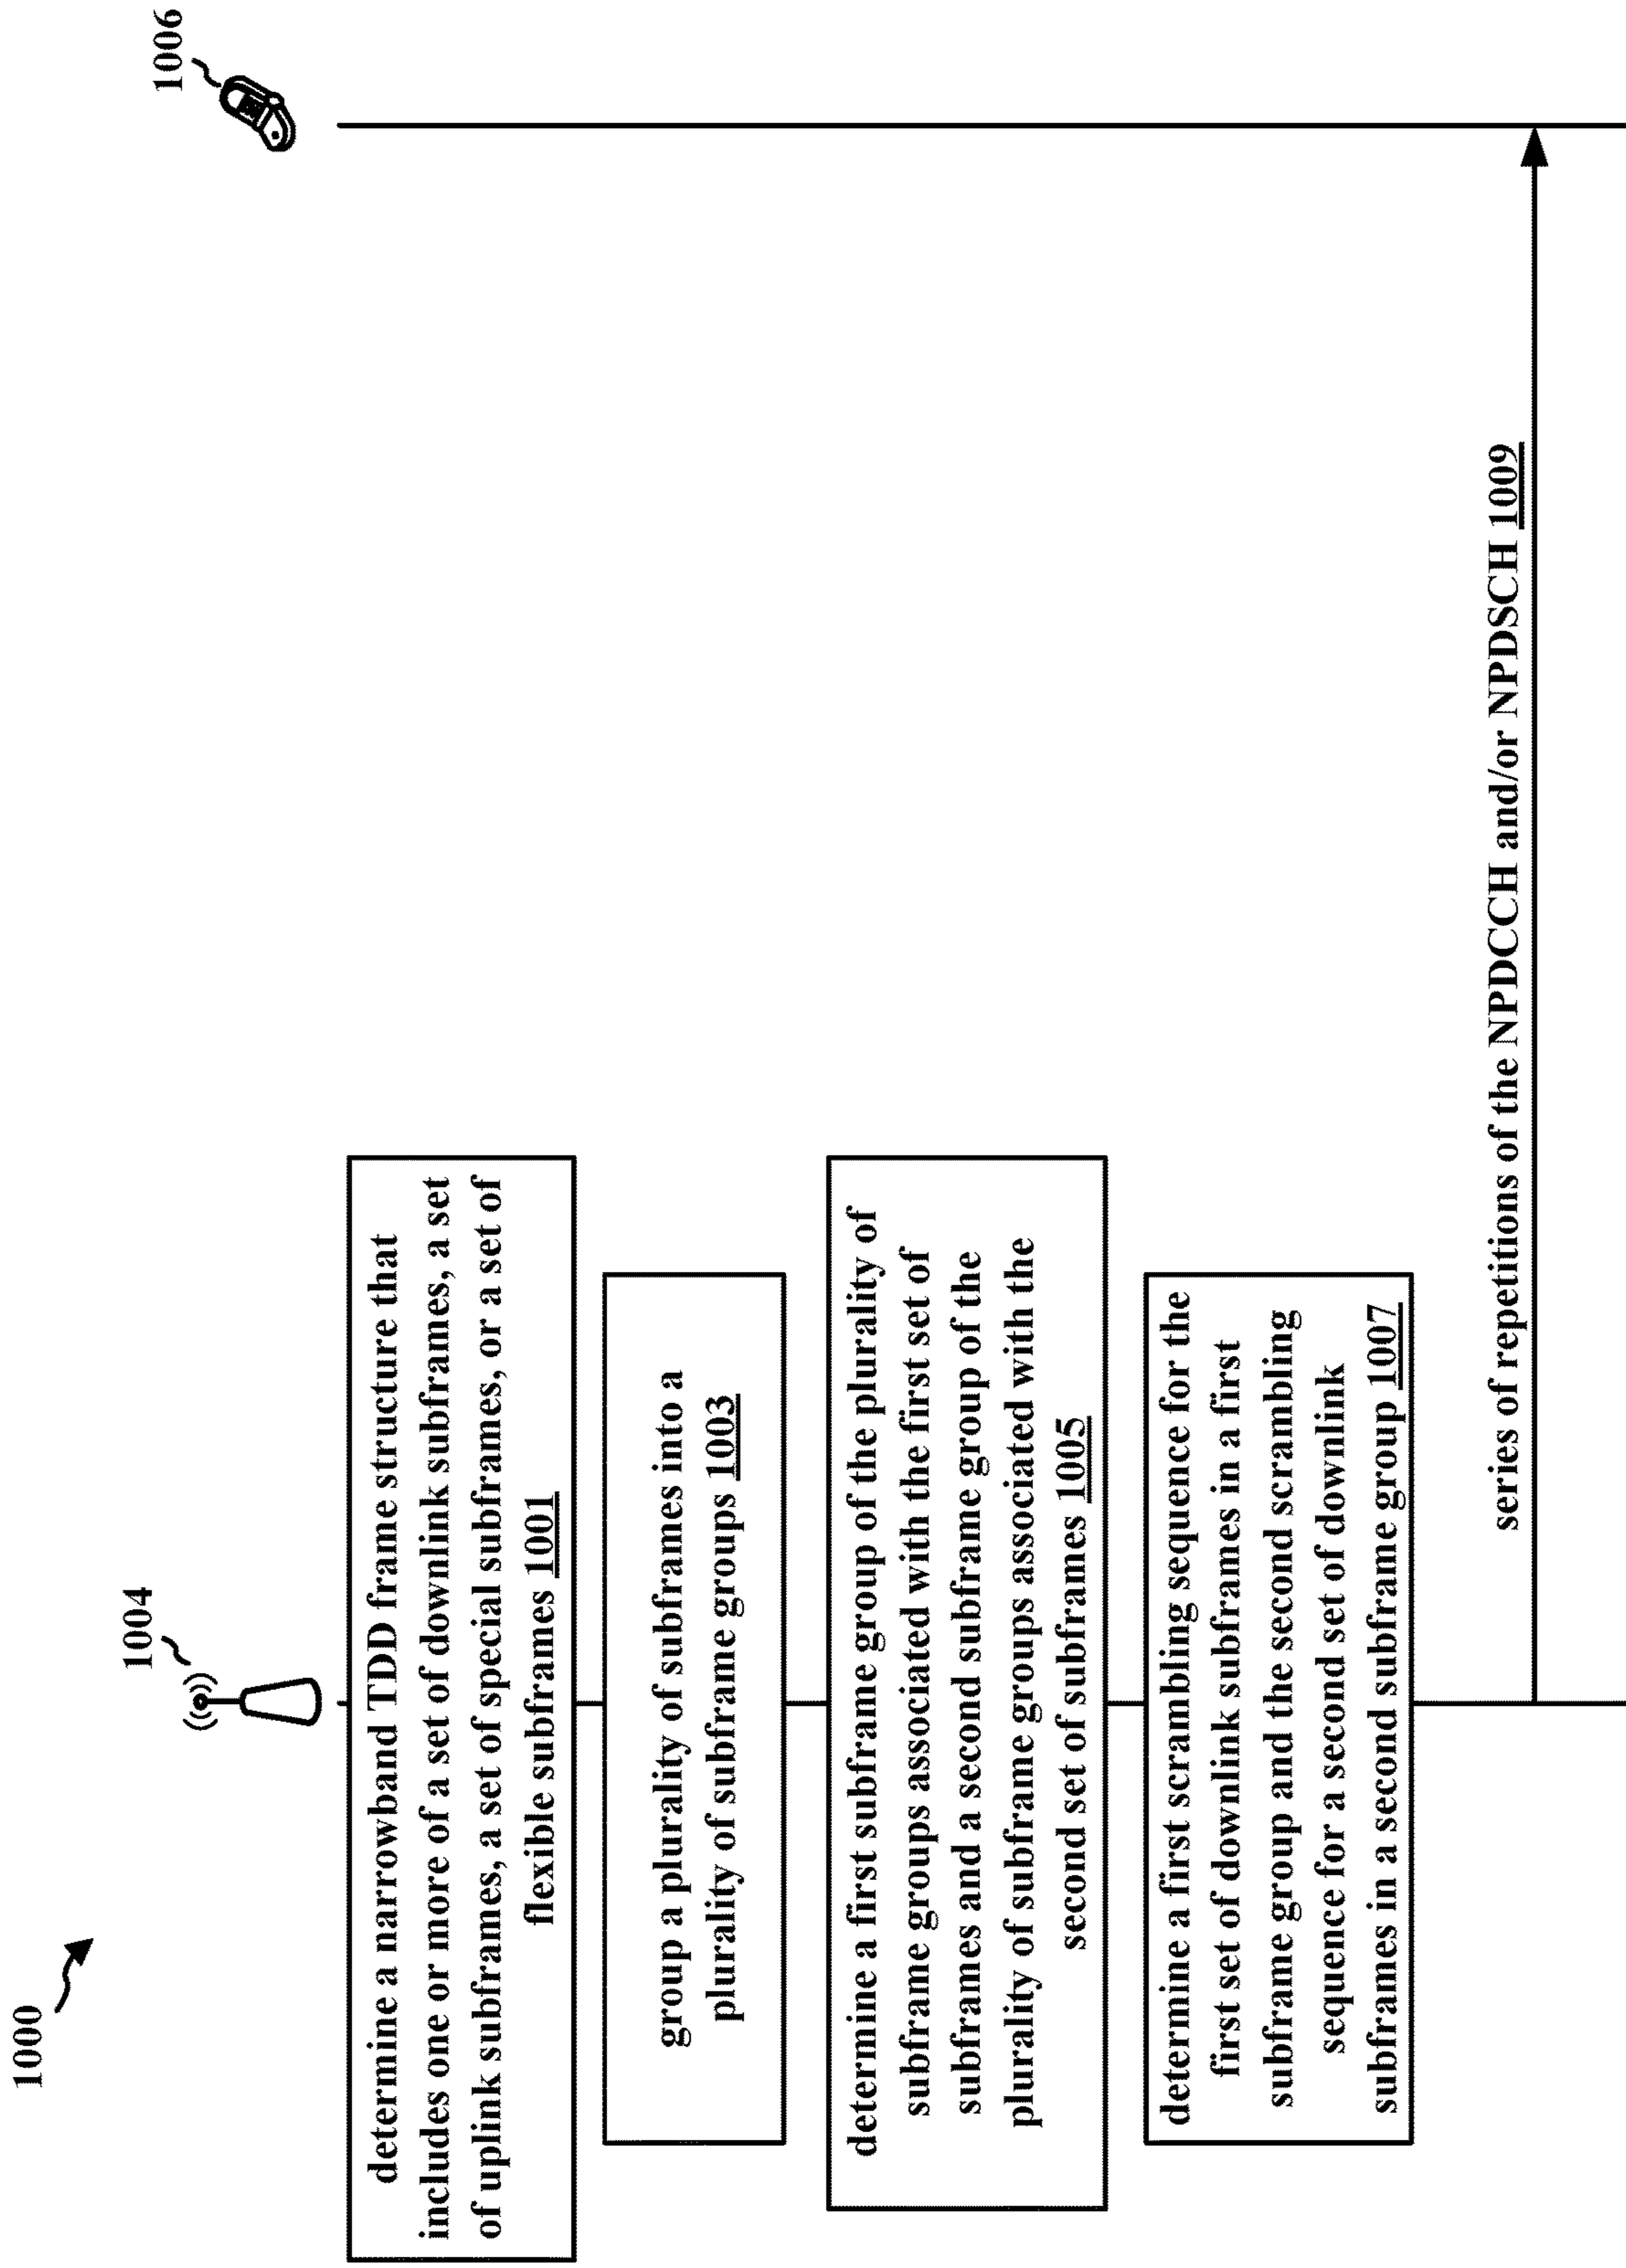 1000
1004
1006
determine a narrowband TDD frame structure that
includes one or more of a set of downlink subframes, a set
of uplink subframes, a set of special subframes, or a set of
flexible subframes 1001
group a plurality of subframes into a
plurality of subframe groups 1003
determine a first subframe group of the plurality of
subframe groups associated with the first set of
subframes and a second subframe group of the
plurality of subframe groups associated with the
second set of subframes 1005
determine a first scrambling sequence for the
first set of downlink subframes in a first
subframe group and the second scrambling
sequence for a second set of downlink
subframes in a second subframe group 1007
series of repetitions of the NPDCCH and/or NPDSCH 1009